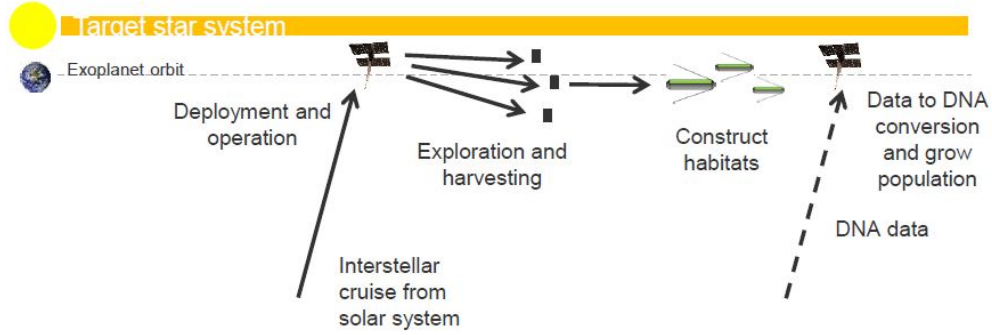 Target star system
Exoplanet orbit
Deployment and
operation
Exploration and
harvesting
Construct
habitats
Data to DNA
conversion
and grow
population
DNA data
Interstellar
cruise from
solar system